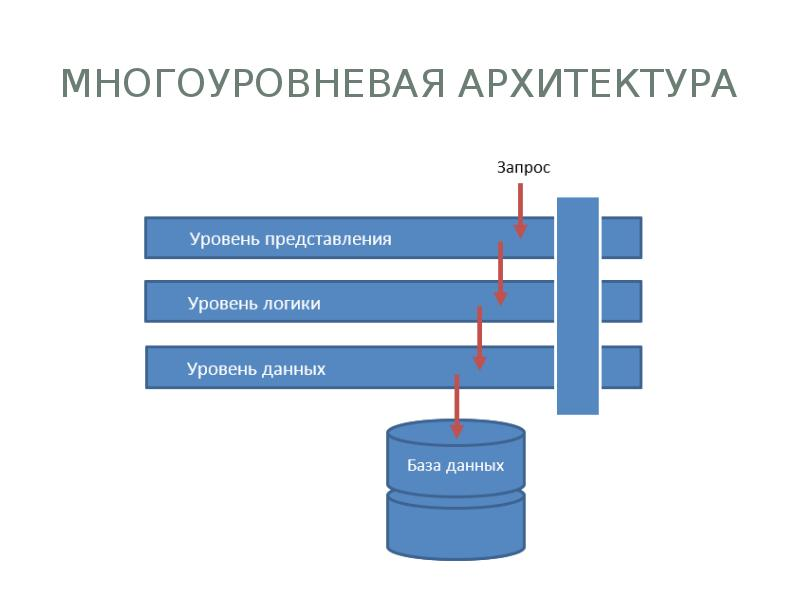 МНОГОУРОВНЕВАЯ АРХИТЕКТУРА
Запрос
Уровень представления
Уровень логики
Уровень данных
База данных